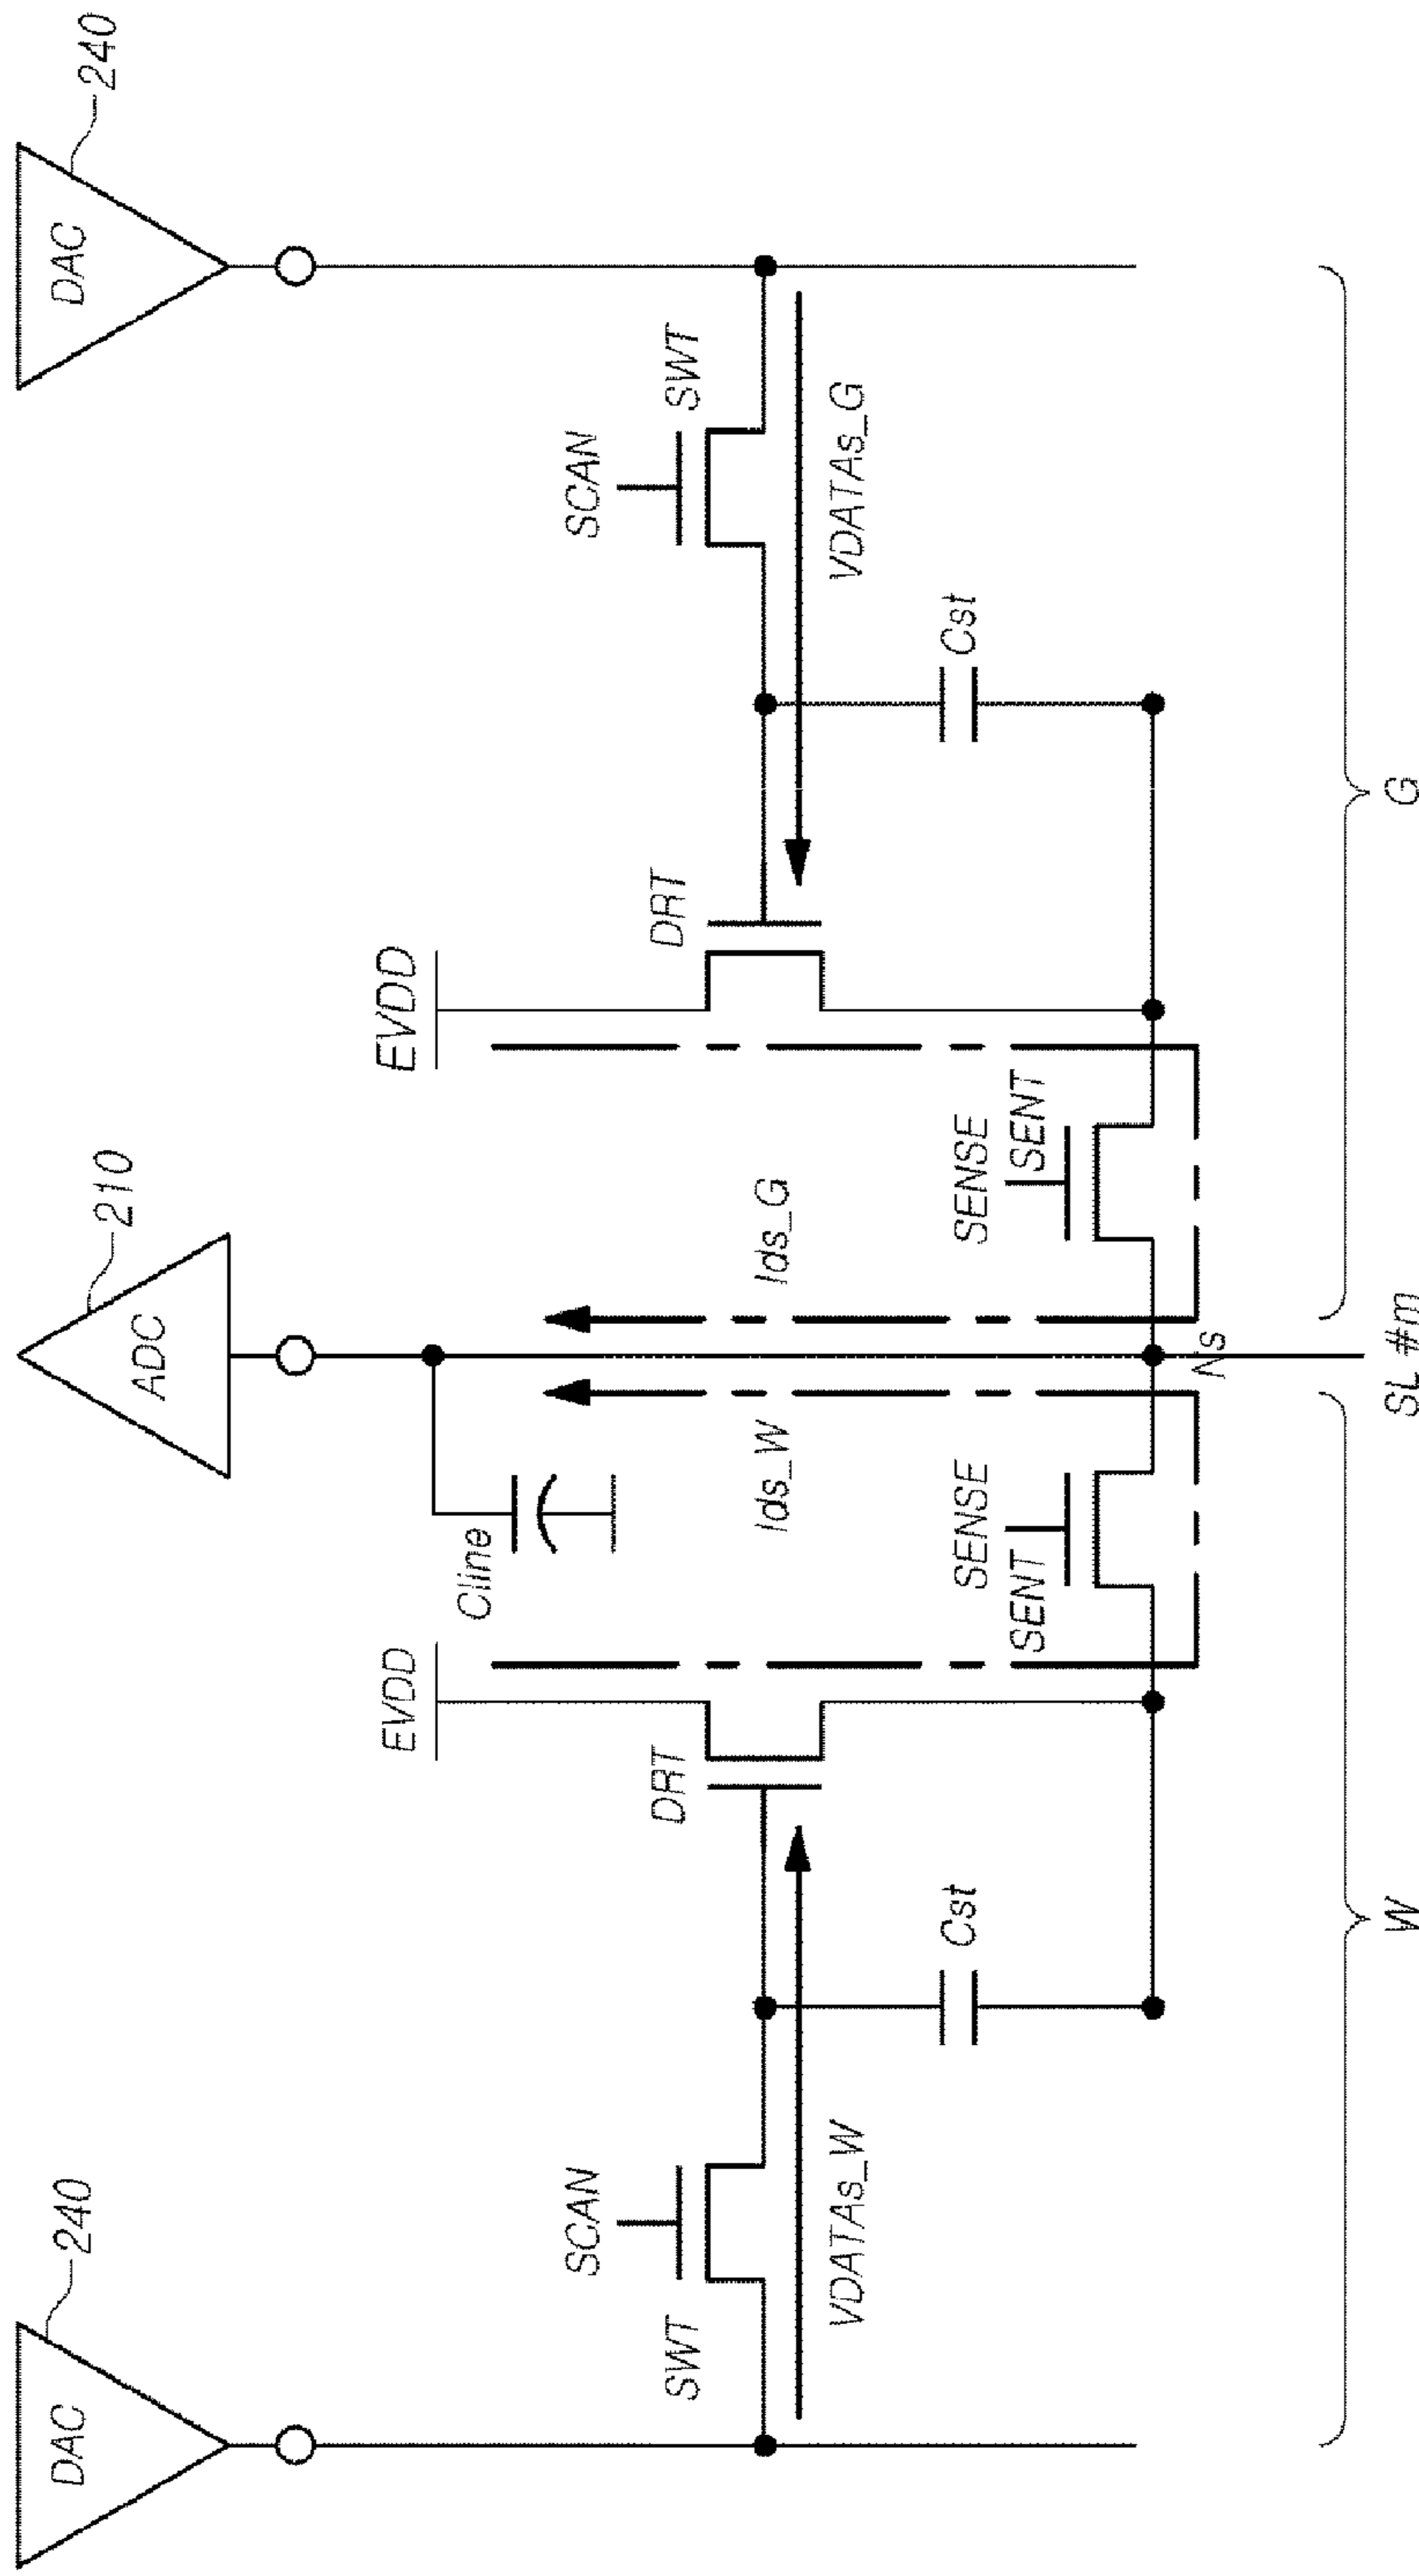 DAC
240
ADC
210
DAC
240
EVDD
Cline
EVDD
SCAN
SCAN
SWT
DRT
DRT
SWT
Ids_W
Ids_G
VDATAs_W
VDATAs_G
Cst
SENSE
SENSE
Cst
SENT
SENT
Ns
W
SL #m
G